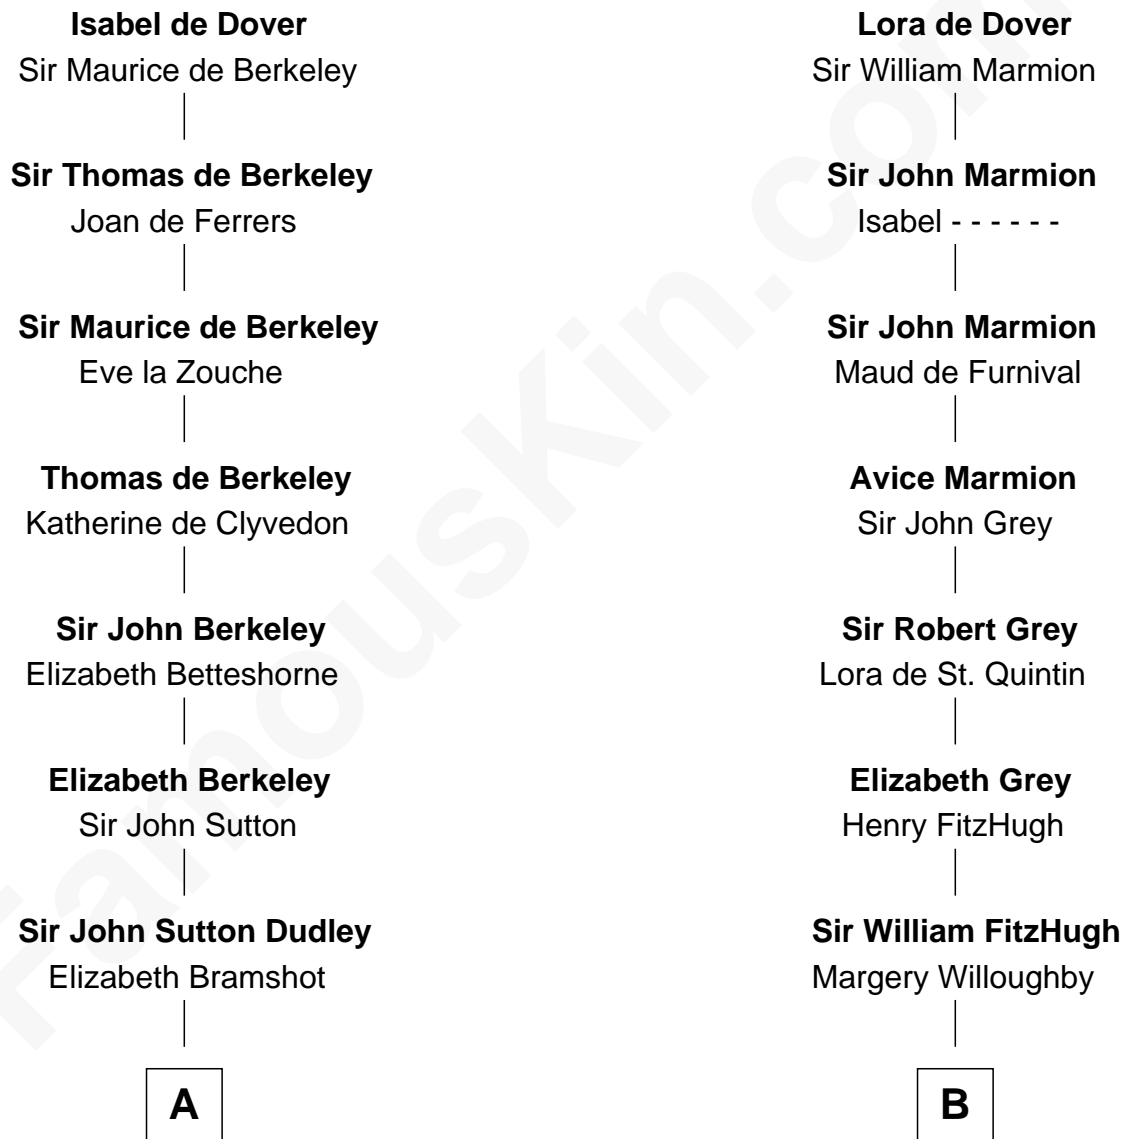 Isabel de Dover
Sir Maurice de Berkeley
Sir Thomas de Berkeley
Joan de Ferrers
Sir Maurice de Berkeley
Eve la Zouche
Thomas de Berkeley
Katherine de Clyvedon
Sir John Berkeley
Elizabeth Betteshorne
Elizabeth Berkeley
Sir John Sutton
Sir John Sutton Dudley
Elizabeth Bramshot
A
Lora de Dover
Sir William Marmion
Sir John Marmion
Isabel - - - - - -
Sir John Marmion
Maud de Furnival
Avice Marmion
Sir John Grey
Sir Robert Grey
Lora de St. Quintin
Elizabeth Grey
Henry FitzHugh
Sir William FitzHugh
Margery Willoughby
B
FamousKin.com